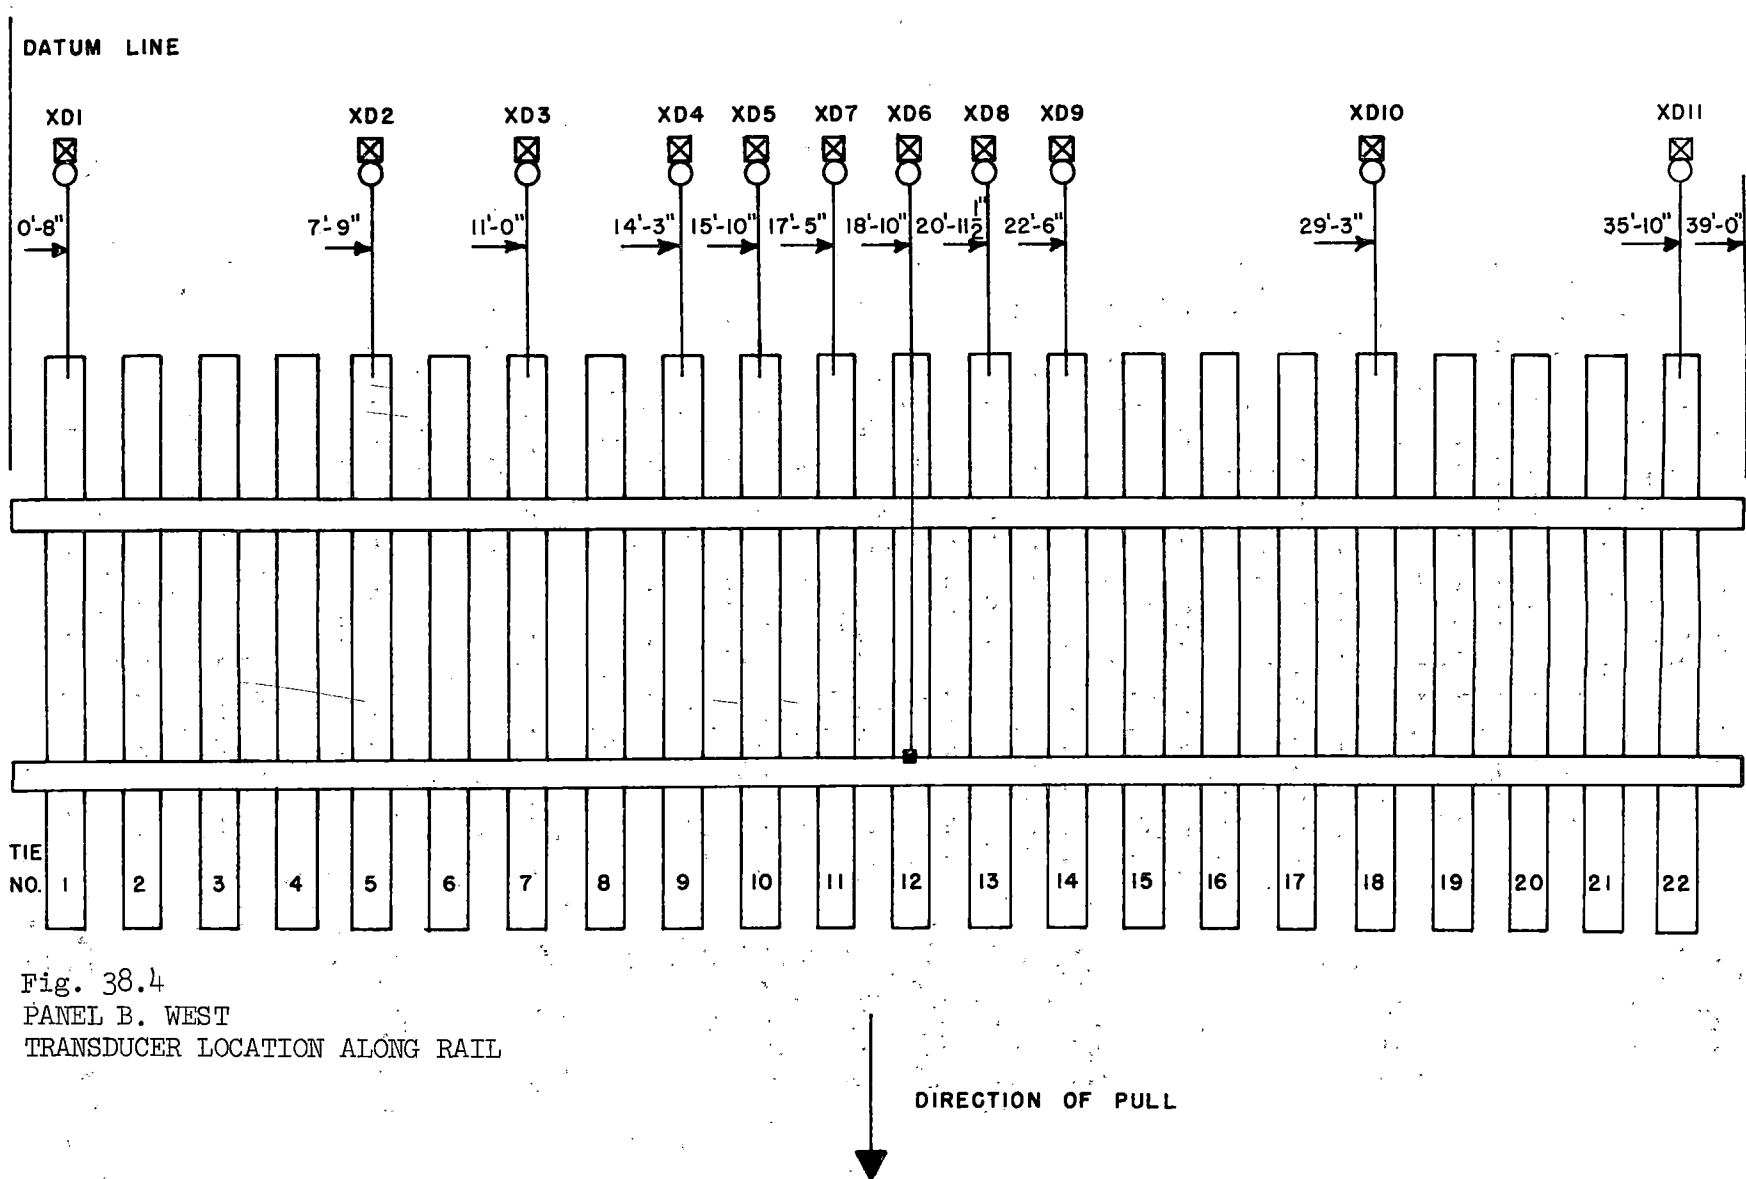 DATUM LINE
XD1 XD2 XD3 XD4 XD5 XD7 XD6 XD8 XD9 XD10 XD11
0'-8" 7'-9" 11'-0" 14'-3" 15'-10" 17'-5" 18'-10" 20'-11½" 22'-6" 29'-3" 35'-10" 39'-0"
TIE
NO. 1 2 3 4 5 6 7 8 9 10 11 12 13 14 15 16 17 18 19 20 21 22
Fig. 38.4
PANEL B. WEST
TRANSDUCER LOCATION ALONG RAIL
DIRECTION OF PULL